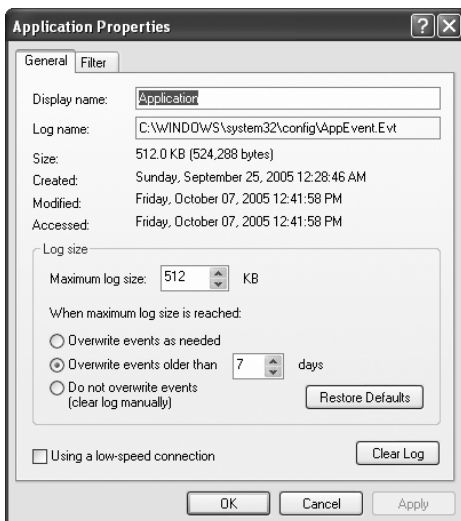 Application Properties
General Filter
Display name: Application
Log name: C:\WINDOWS\system32\config\AppEvent.Evt
Size: 512.0 KB (524,288 bytes)
Created: Sunday, September 25, 2005 12:28:46 AM
Modified: Friday, October 07, 2005 12:41:58 PM
Accessed: Friday, October 07, 2005 12:41:58 PM
Log size
Maximum log size: 512 KB
When maximum log size is reached:
Overwrite events as needed
Overwrite events older than 7 days
Do not overwrite events
(clear log manually)
Restore Defaults
Using a low-speed connection
Clear Log
OK Cancel Apply